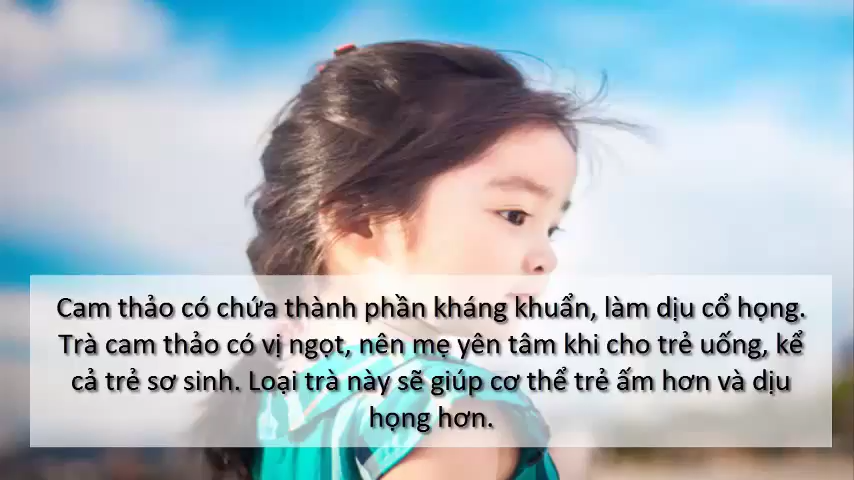 Cam thảo có chứa thành phần kháng khuẩn, làm dịu cổ họng.
Trà cam thảo có vị ngọt, nên mẹ yên tâm khi cho trẻ uống, kể
cả trẻ sơ sinh. Loại trà này sẽ giúp cơ thể trẻ ấm hơn và dịu
họng hơn.